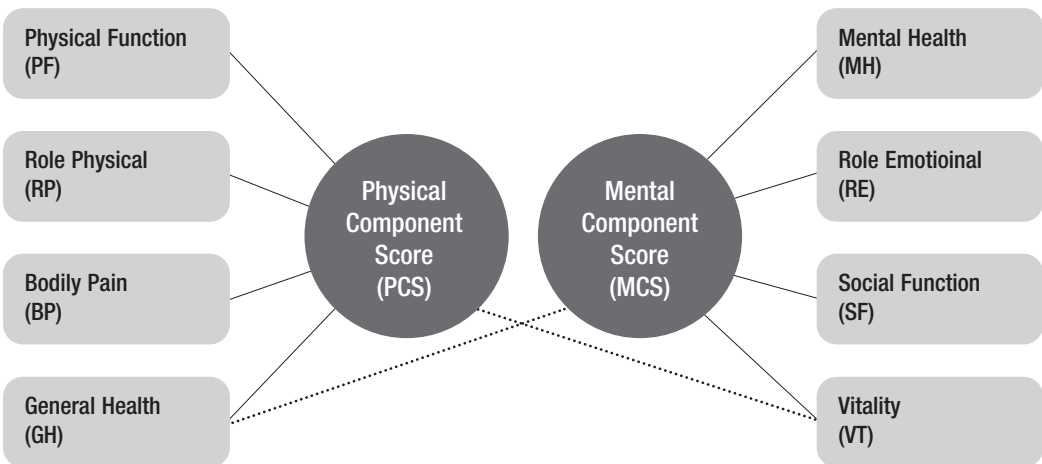 Physical Function
(PF)
Role Physical
(RP)
Bodily Pain
(BP)
General Health
(GH)
Physical
Component
Score
(PCS)
Mental
Component
Score
(MCS)
Mental Health
(MH)
Role Emotioinal
(RE)
Social Function
(SF)
Vitality
(VT)